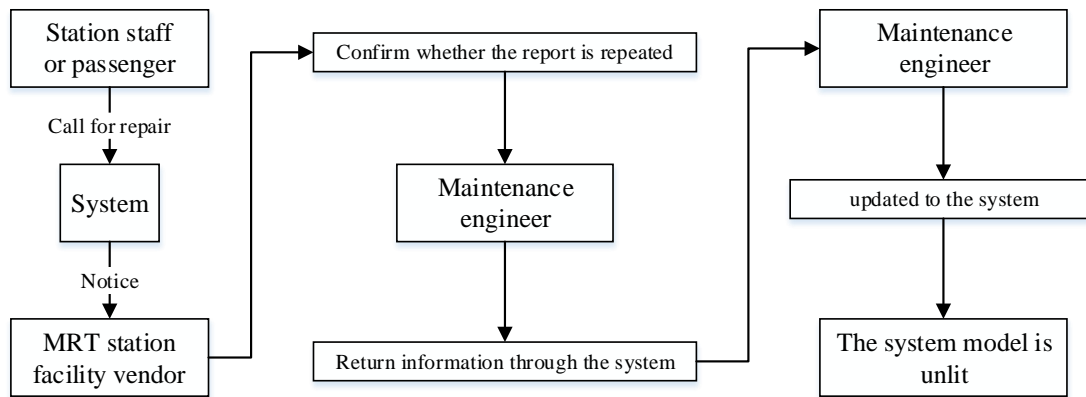 Station staff
or passenger
Call for repair
System
Notice
MRT station
facility vendor
Confirm whether the report is repeated
Maintenance
engineer
Return information through the system
Maintenance
engineer
updated to the system
The system model is
unlit